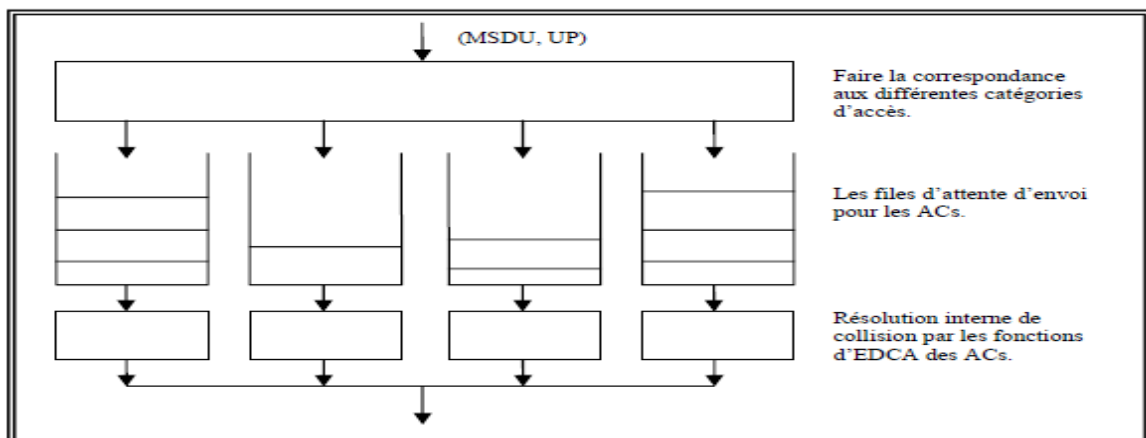 (MSDU, UP)
Faire la correspondance
aux différentes catégories
d'accès.
Les files d'attente d'envoi
pour les ACs.
Résolution interne de
collision par les fonctions
d'EDCA des ACs.